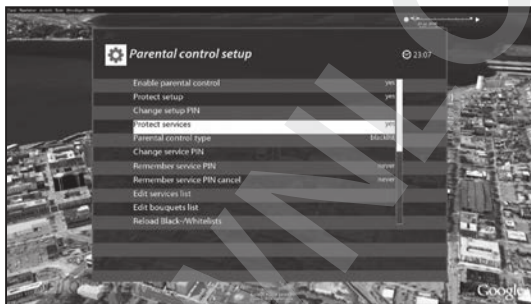 Parental control setup
23:07
Enable parental control yes
Protect setup yes
Change setup PIN
Protect services yes
Parental control type blacklist
Change service PIN
Remember service PIN never
Remember service PIN cancel never
Edit services list
Edit bouquets list
Reload Black-/Whitelists
Google